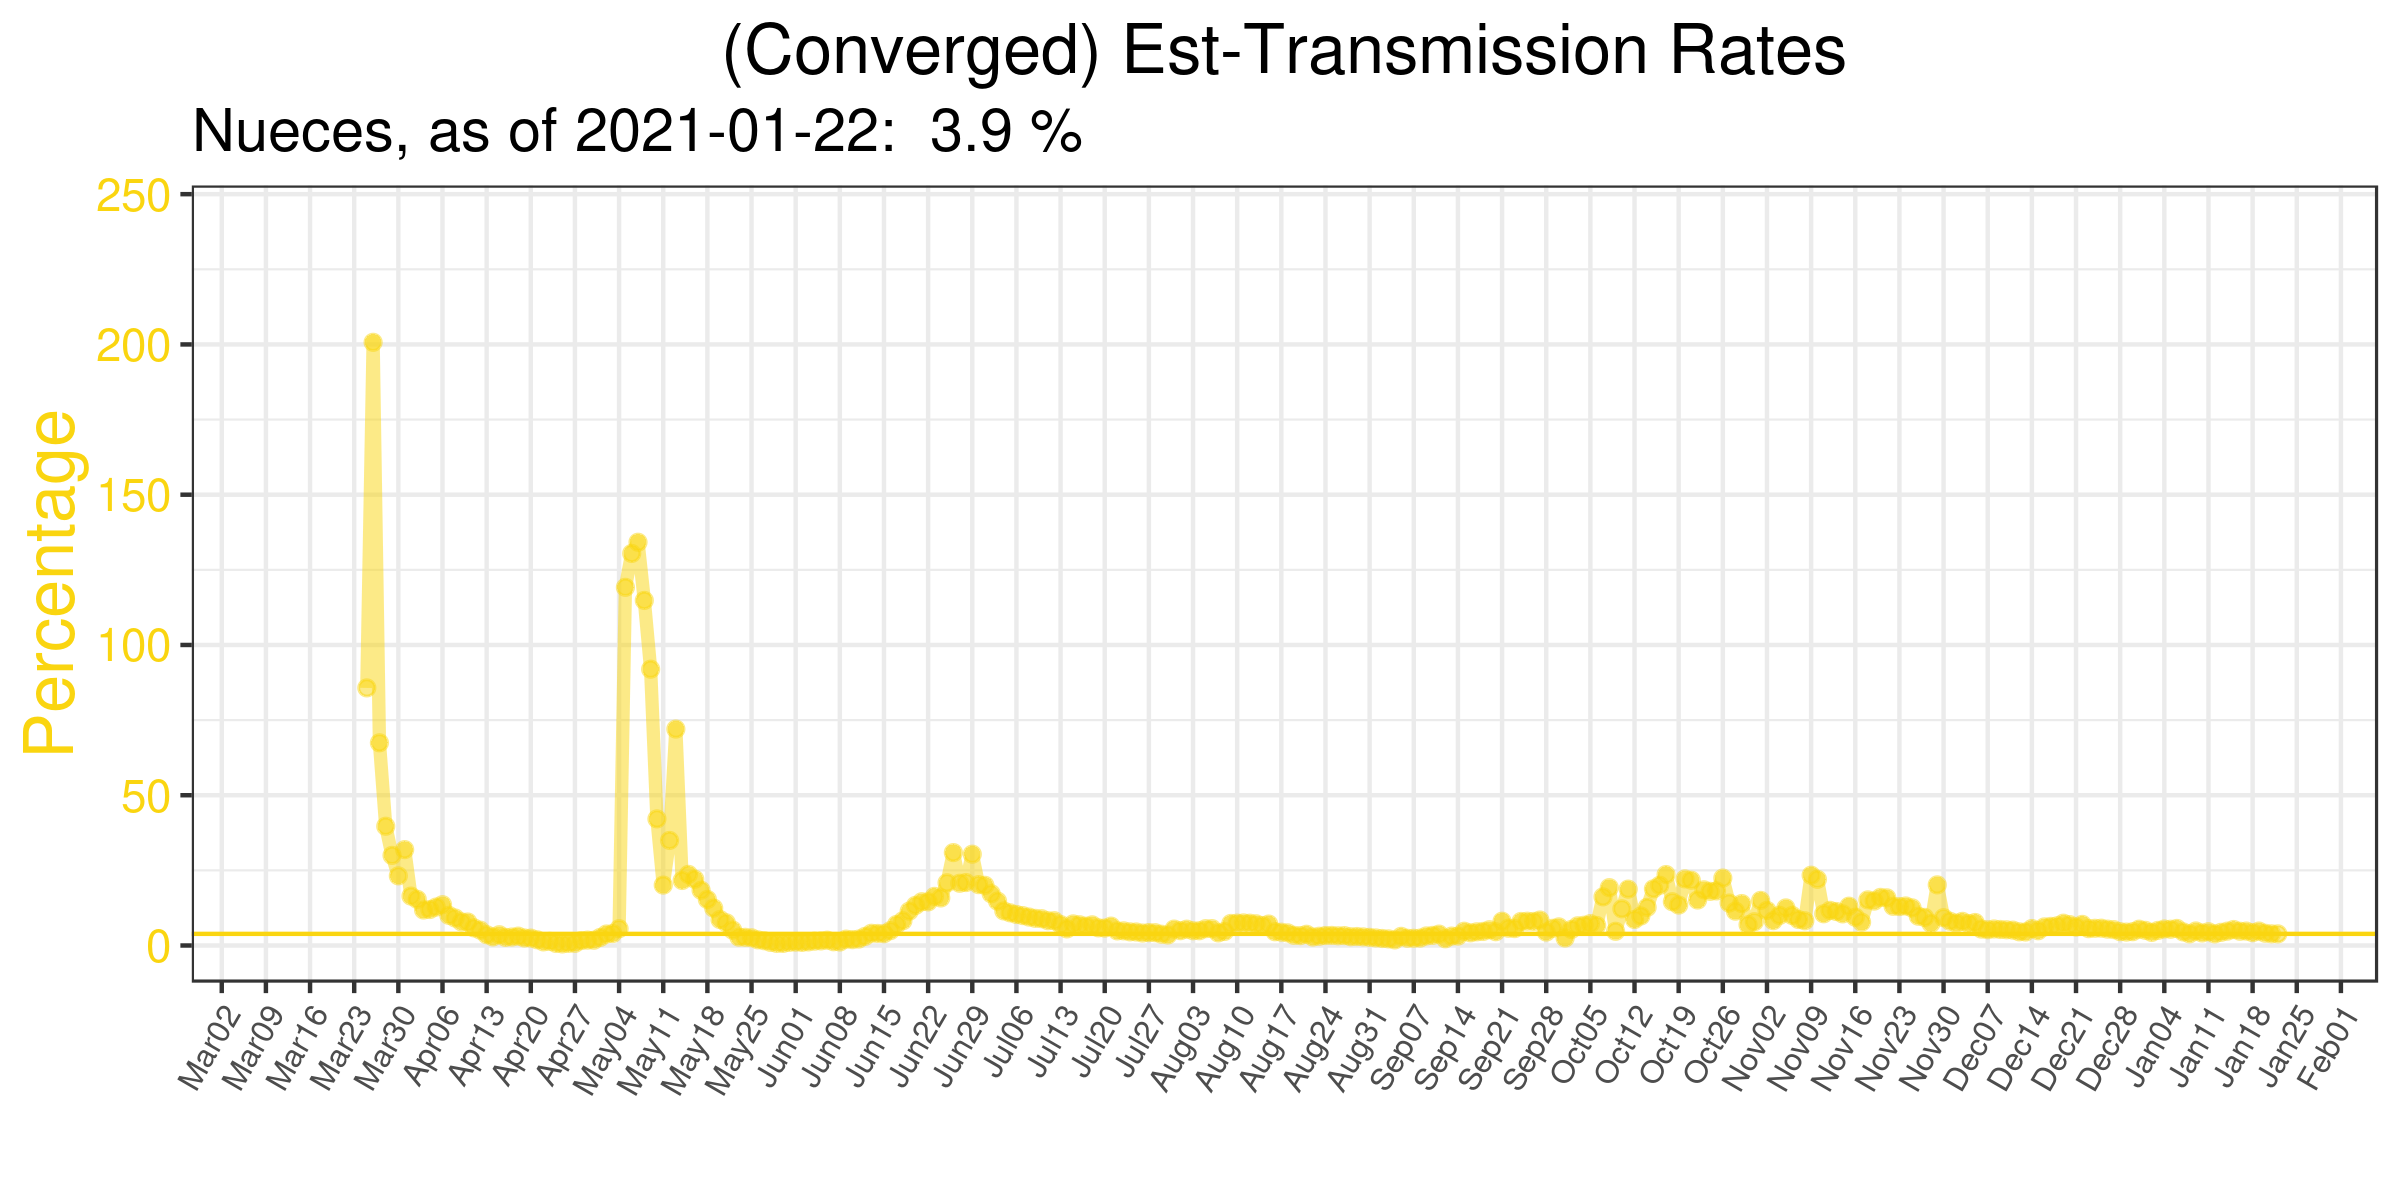 (Converged) Est-Transmission Rates
Nueces, as of 2021-01-22:  3.9 %
Percentage
250
200
150
100
50
0
Mar02
Mar09
Mar16
Mar23
Mar30
Apr06
Apr13
Apr20
Apr27
May04
May11
May18
May25
Jun01
Jun08
Jun15
Jun22
Jun29
Jul06
Jul13
Jul20
Jul27
Aug03
Aug10
Aug17
Aug24
Aug31
Sep07
Sep14
Sep21
Sep28
Oct05
Oct12
Oct19
Oct26
Nov02
Nov09
Nov16
Nov23
Nov30
Dec07
Dec14
Dec21
Dec28
Jan04
Jan11
Jan18
Jan25
Feb01